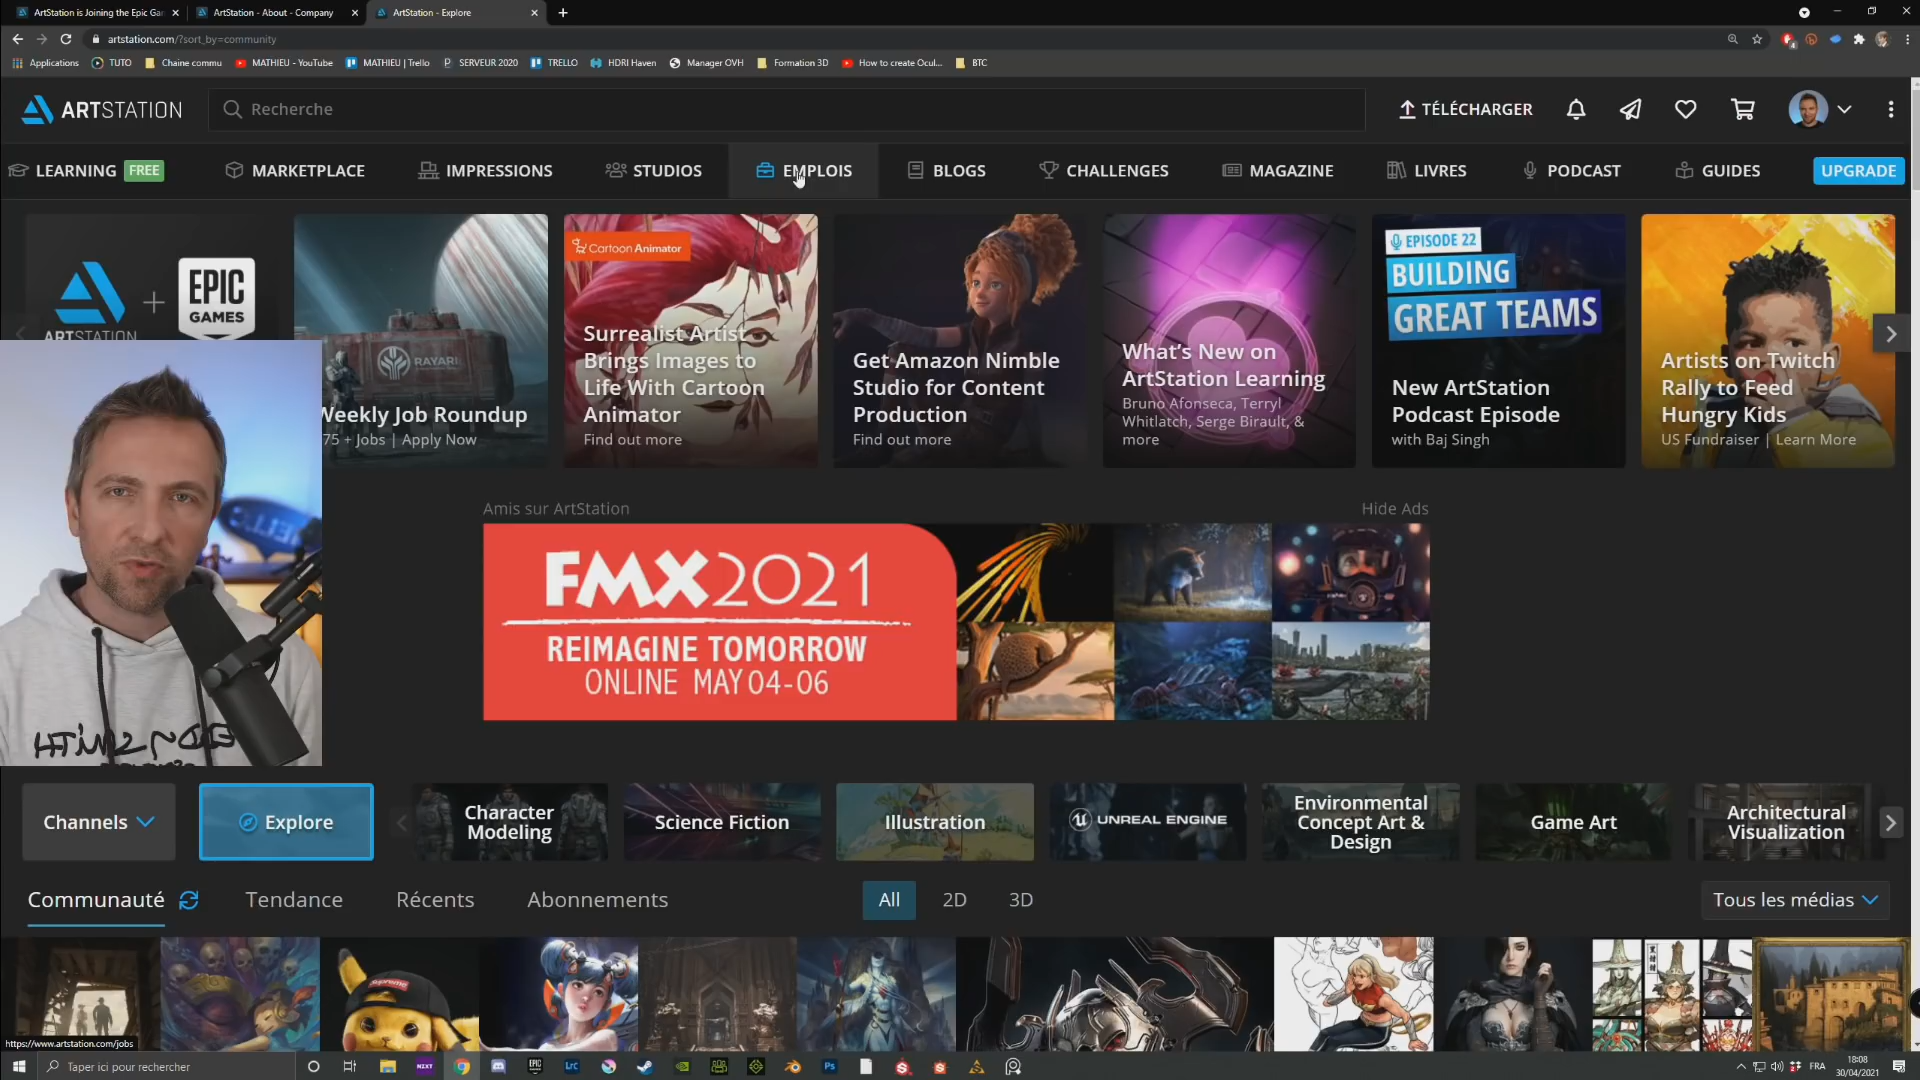 ArtStation is Joining the Epic Gam
ArtStation - About - Company
ArtStation - Explore
artstation.com/?sort_by=community
Applications
TUTO
Chaine commu
MATHIEU - YouTube
MATHIEU | Trello
SERVEUR 2020
TRELLO
HDRI Haven
Manager OVH
Formation 3D
How to create Ocul...
BTC
ARTSTATION
Recherche
TÉLÉCHARGER
LEARNING FREE
MARKETPLACE
IMPRESSIONS
STUDIOS
EMPLOIS
BLOGS
CHALLENGES
MAGAZINE
LIVRES
PODCAST
GUIDES
UPGRADE
ARTSTATION + EPIC GAMES
RAYARI
Weekly Job Roundup
75 + Jobs | Apply Now
Cartoon Animator
Surrealist Artist
Brings Images to
Life With Cartoon
Animator
Find out more
Get Amazon Nimble
Studio for Content
Production
Find out more
What's New on
ArtStation Learning
Bruno Afonseca, Terryl
Whitlatch, Serge Birault, &
more
EPISODE 22
BUILDING
GREAT TEAMS
New ArtStation
Podcast Episode
with Baj Singh
Artists on Twitch
Rally to Feed
Hungry Kids
US Fundraiser | Learn More
Amis sur ArtStation
Hide Ads
FMX2021
REIMAGINE TOMORROW
ONLINE MAY 04-06
Channels
Explore
Character
Modeling
Science Fiction
Illustration
UNREAL ENGINE
Environmental
Concept Art &
Design
Game Art
Architectural
Visualization
Communauté
Tendance
Récents
Abonnements
All
2D
3D
Tous les médias
Supreme
https://www.artstation.com/jobs
Taper ici pour rechercher
NZXT
EPIC
Lrc
Ps
FRA
18:08
30/04/2021